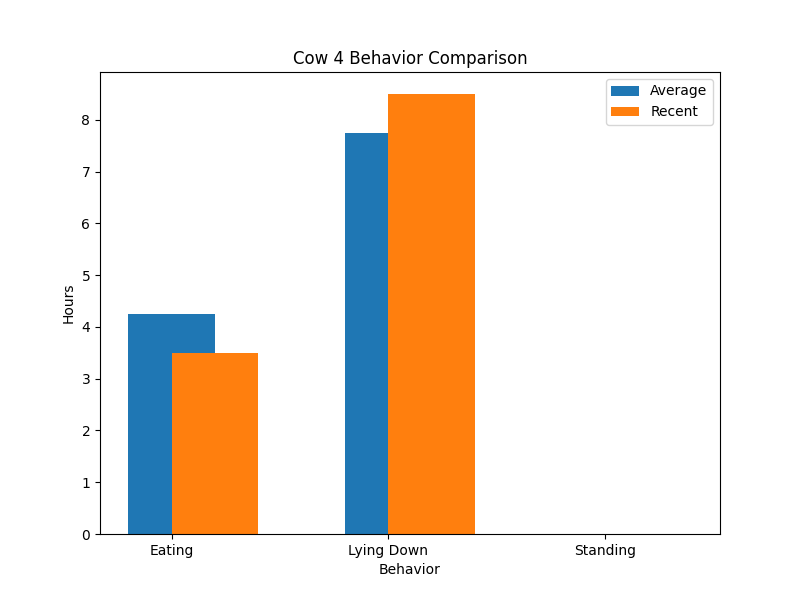 Cow 4 Behavior Comparison
Average
Recent
8
7
6
5
4
3
2
1
0
Hours
Eating
Lying Down
Standing
Behavior